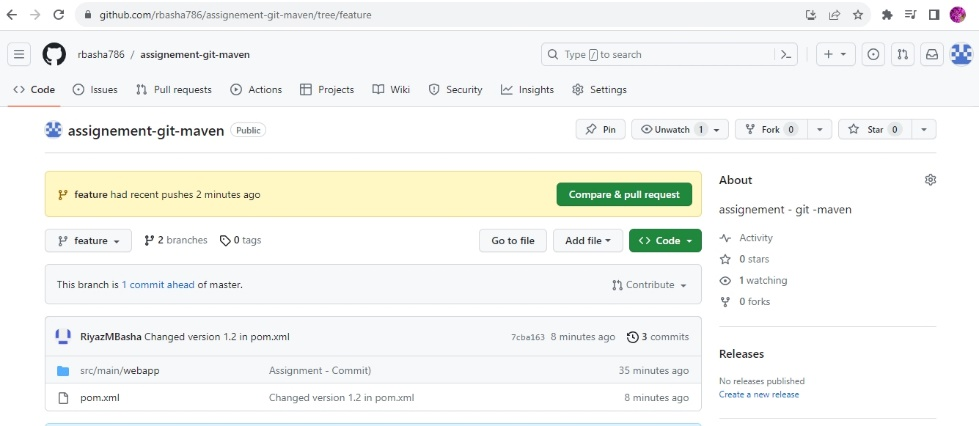 github.com/rbasha786/assignement-git-maven/tree/feature
rbasha786 / assignement-git-maven
Type / to search
Code Issues Pull requests Actions Projects Wiki Security Insights Settings
assignement-git-maven Public
Pin Unwatch 1 Fork 0 Star 0
feature had recent pushes 2 minutes ago
Compare & pull request
feature 2 branches 0 tags
Go to file Add file <> Code
This branch is 1 commit ahead of master.
Contribute
RiyazMBasha Changed version 1.2 in pom.xml 7cba163 8 minutes ago 3 commits
src/main/webapp Assignment - Commit) 35 minutes ago
pom.xml Changed version 1.2 in pom.xml 8 minutes ago
About
assignement - git -maven
Activity
0 stars
1 watching
0 forks
Releases
No releases published
Create a new release